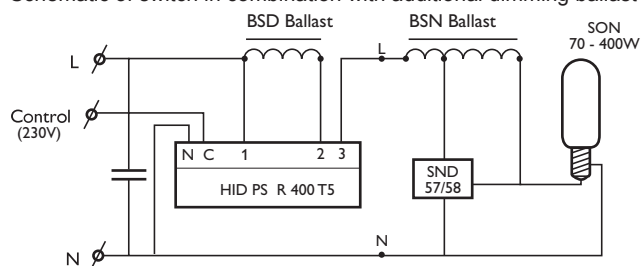 Schematic of switch in combination with additional dimming ballast
BSD Ballast
BSN Ballast
SON
70 - 400W
L
L
Control
(230V)
N C 1 2 3
HID PS R 400 T5
SND
57/58
N
N